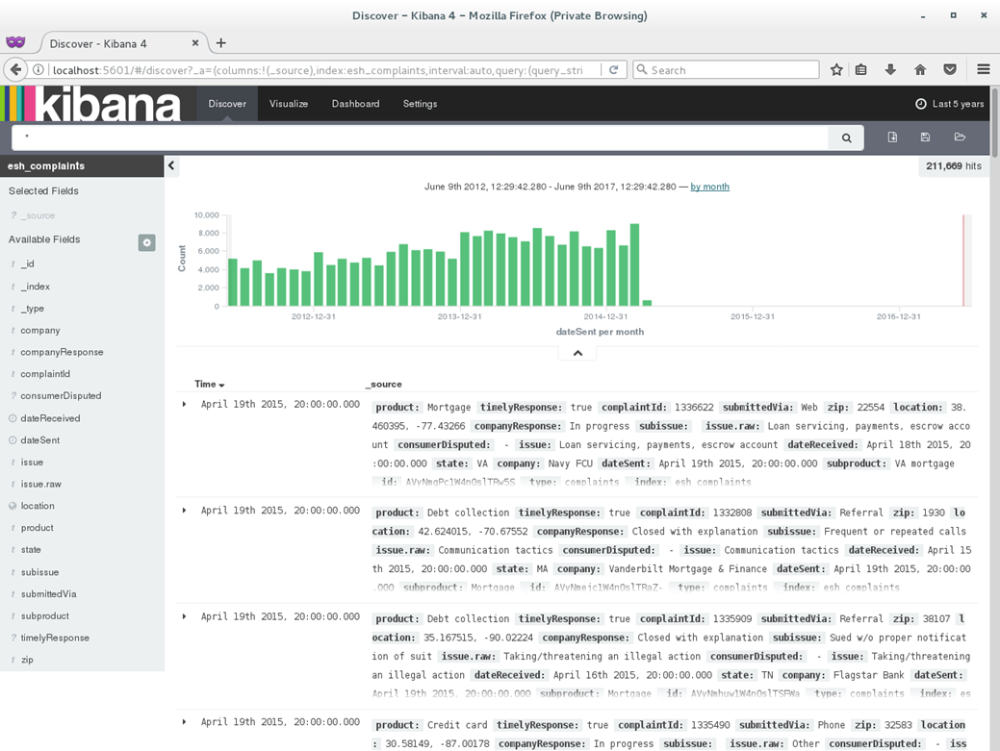 Discover – Kibana 4 – Mozilla Firefox (Private Browsing)
Discover - Kibana 4
localhost:5601/#/discover?_a=(columns:!(_source),index:esh_complaints,interval:auto,query:(query_stri
Search
kibana
Discover Visualize Dashboard Settings Last 5 years
*
esh_complaints
211,669 hits
Selected Fields
? _source
Available Fields
t _id
t _index
t _type
t company
t companyResponse
t complaintId
? consumerDisputed
dateReceived
dateSent
t issue
t issue.raw
location
t product
t state
t subissue
t submittedVia
t subproduct
? timelyResponse
t zip
June 9th 2012, 12:29:42.280 - June 9th 2017, 12:29:42.280 — by month
Count
10,000
8,000
6,000
4,000
2,000
0
2012-12-31 2013-12-31 2014-12-31 2015-12-31 2016-12-31
dateSent per month
Time _source
April 19th 2015, 20:00:00.000 product: Mortgage timelyResponse: true complaintId: 1336622 submittedVia: Web zip: 22554 location: 38.
460395, -77.43266 companyResponse: In progress subissue: issue.raw: Loan servicing, payments, escrow acco
unt consumerDisputed: - issue: Loan servicing, payments, escrow account dateReceived: April 18th 2015, 20
:00:00.000 state: VA company: Navy FCU dateSent: April 19th 2015, 20:00:00.000 subproduct: VA mortgage
_id: _type: complaints _index: esh_complaints
April 19th 2015, 20:00:00.000 product: Debt collection timelyResponse: true complaintId: 1332808 submittedVia: Referral zip: 1930 lo
cation: 42.624015, -70.67552 companyResponse: Closed with explanation subissue: Frequent or repeated calls
issue.raw: Communication tactics consumerDisputed: - issue: Communication tactics dateReceived: April 15
th 2015, 20:00:00.000 state: MA company: Vanderbilt Mortgage & Finance dateSent: April 19th 2015, 20:00:00
.000 subproduct: Mortgage _id: _type: complaints _index: esh_complaints
April 19th 2015, 20:00:00.000 product: Debt collection timelyResponse: true complaintId: 1335909 submittedVia: Referral zip: 38107 l
ocation: 35.167515, -90.02224 companyResponse: Closed with explanation subissue: Sued w/o proper notificat
ion of suit issue.raw: Taking/threatening an illegal action consumerDisputed: - issue: Taking/threatening
an illegal action dateReceived: April 16th 2015, 20:00:00.000 state: TN company: Flagstar Bank dateSent:
April 19th 2015, 20:00:00.000 subproduct: Mortgage _id: _type: complaints _index: es
April 19th 2015, 20:00:00.000 product: Credit card timelyResponse: true complaintId: 1335490 submittedVia: Phone zip: 32583 location
: 30.58149, -87.00178 companyResponse: In progress subissue: issue.raw: Other consumerDisputed: - iss